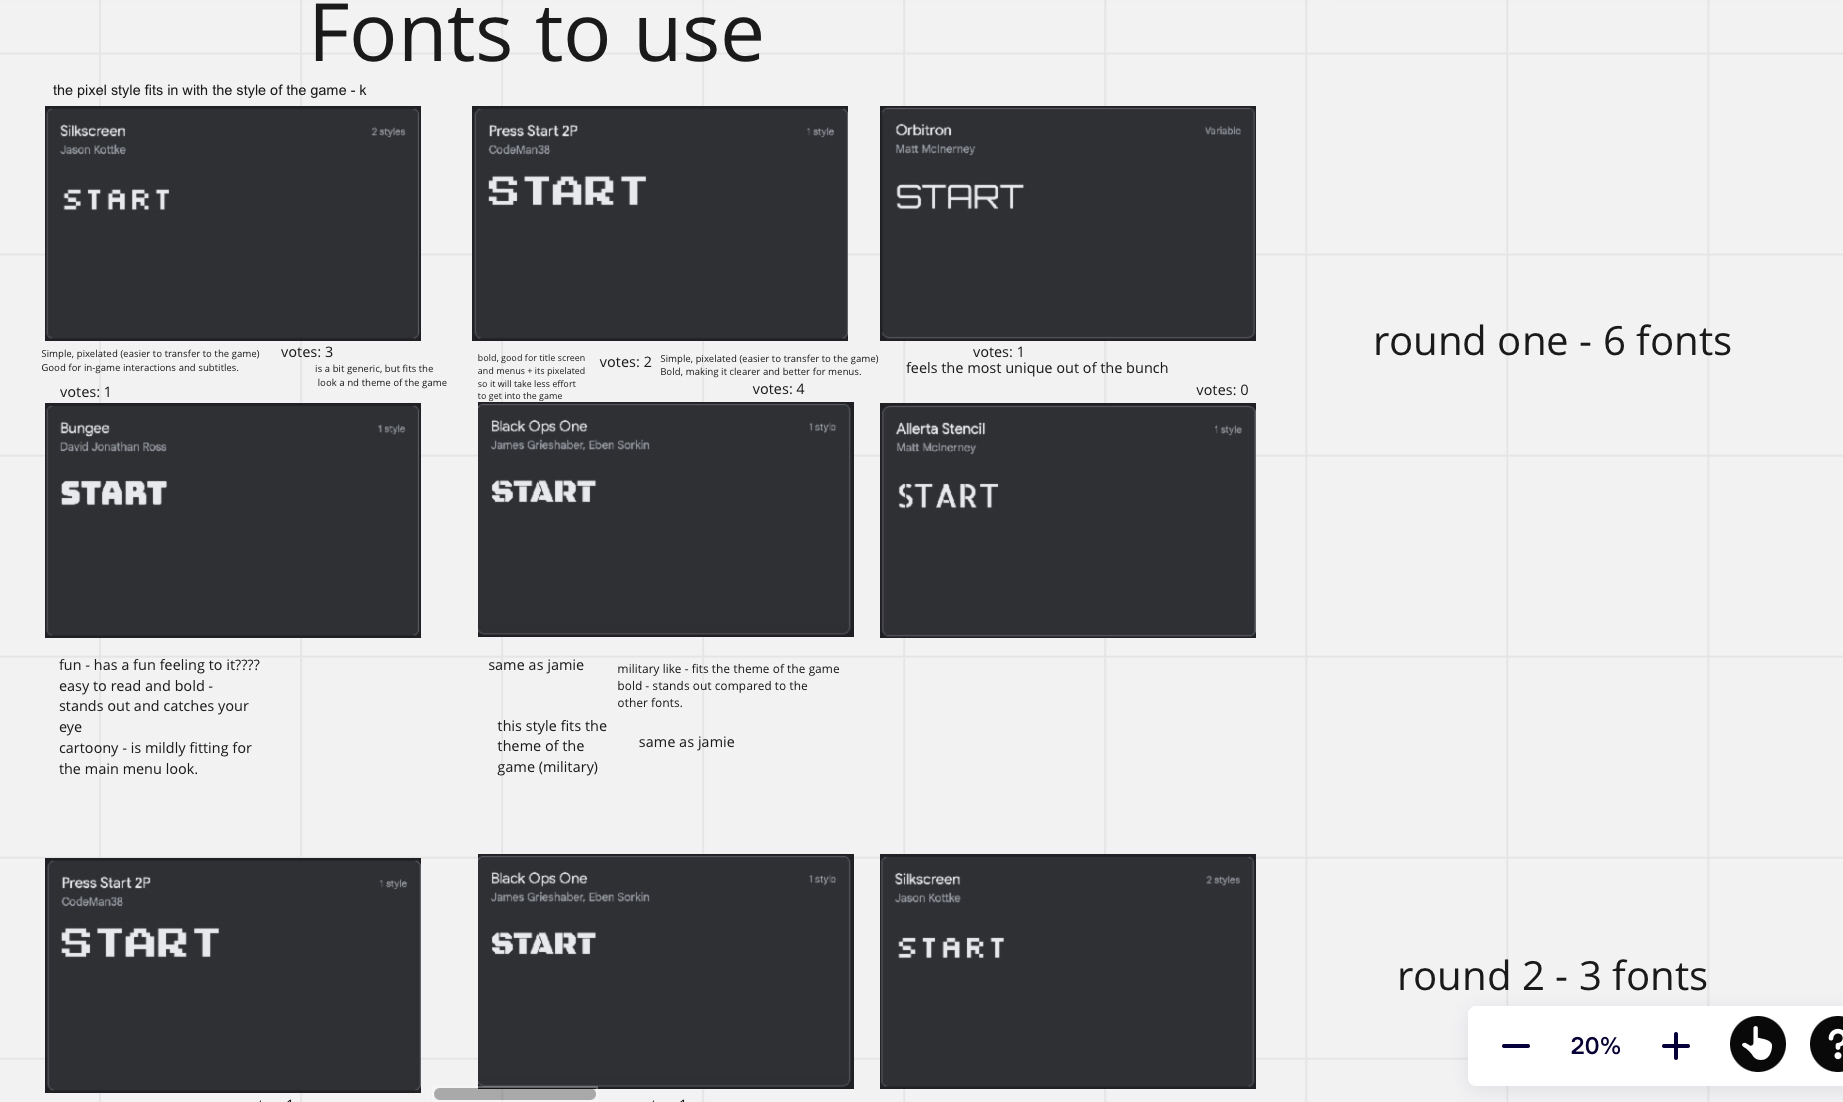 Fonts to use
the pixel style fits in with the style of the game - k
Silkscreen
2 styles
Jason Kottke
START
Press Start 2P
1 style
CodeMan38
START
Orbitron
Variable
Matt McInerney
START
round one - 6 fonts
Simple, pixelated (easier to transfer to the game)
Good for in-game interactions and subtitles.
votes: 3
is a bit generic, but fits the
look a nd theme of the game
bold, good for title screen
and menus + its pixelated
so it will take less effort
to get into the game
votes: 2
Simple, pixelated (easier to transfer to the game)
Bold, making it clearer and better for menus.
votes: 1
feels the most unique out of the bunch
votes: 1
votes: 4
votes: 0
Bungee
1 style
David Jonathan Ross
START
Black Ops One
1 style
James Grieshaber, Eben Sorkin
START
Allerta Stencil
1 style
Matt McInerney
START
fun - has a fun feeling to it????
easy to read and bold -
stands out and catches your
eye
cartoony - is mildly fitting for
the main menu look.
same as jamie
military like - fits the theme of the game
bold - stands out compared to the
other fonts.
this style fits the
theme of the
game (military)
same as jamie
Press Start 2P
1 style
CodeMan38
START
Black Ops One
1 style
James Grieshaber, Eben Sorkin
START
Silkscreen
2 styles
Jason Kottke
START
round 2 - 3 fonts
20%
?